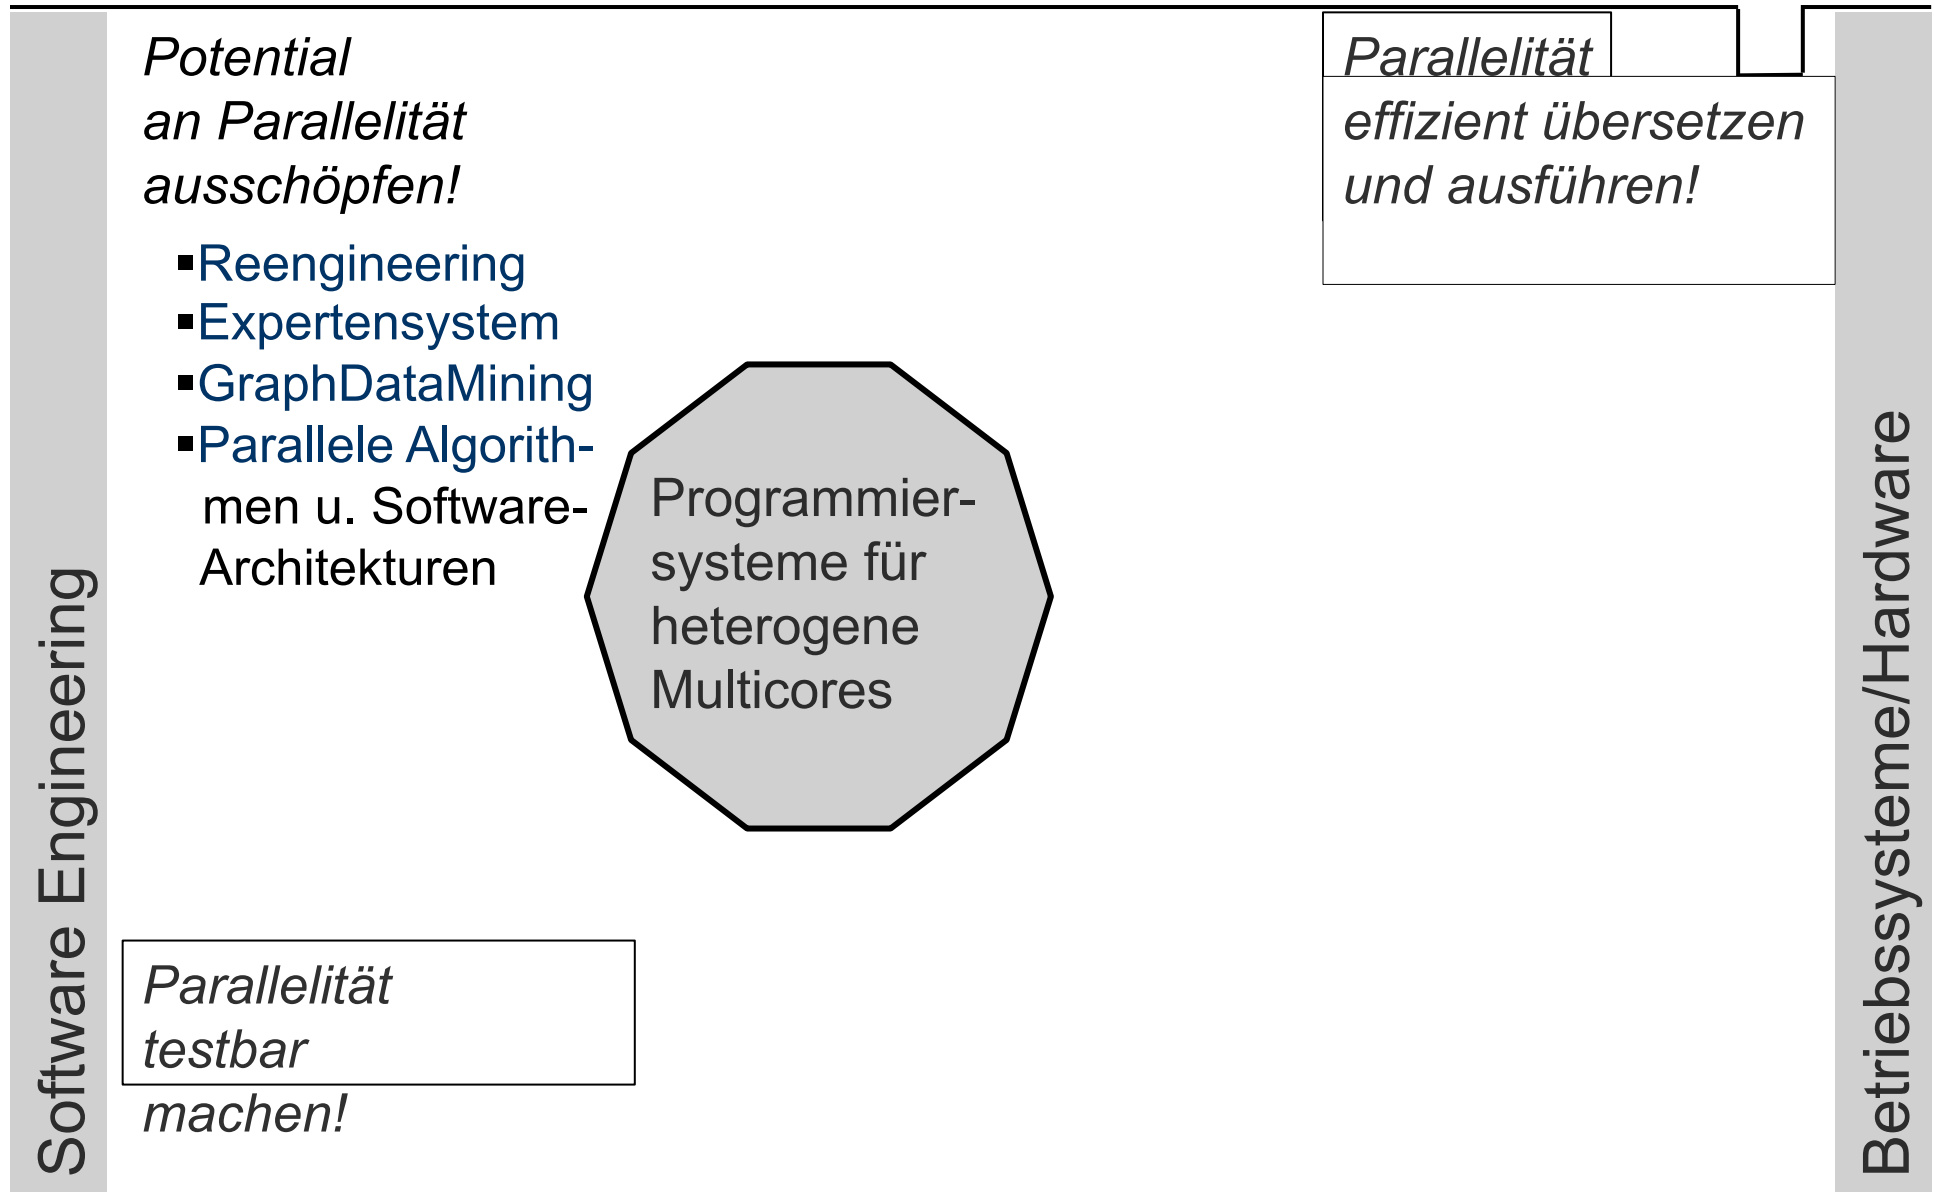 Software Engineering
Potential
an Parallelität
ausschöpfen!
▪Reengineering
▪Expertensystem
▪GraphDataMining
▪Parallele Algorith-
men u. Software-
Architekturen
Programmier-
systeme für
heterogene
Multicores
Parallelität
testbar
machen!
Parallelität
effizient übersetzen
und ausführen!
Betriebssysteme/Hardware